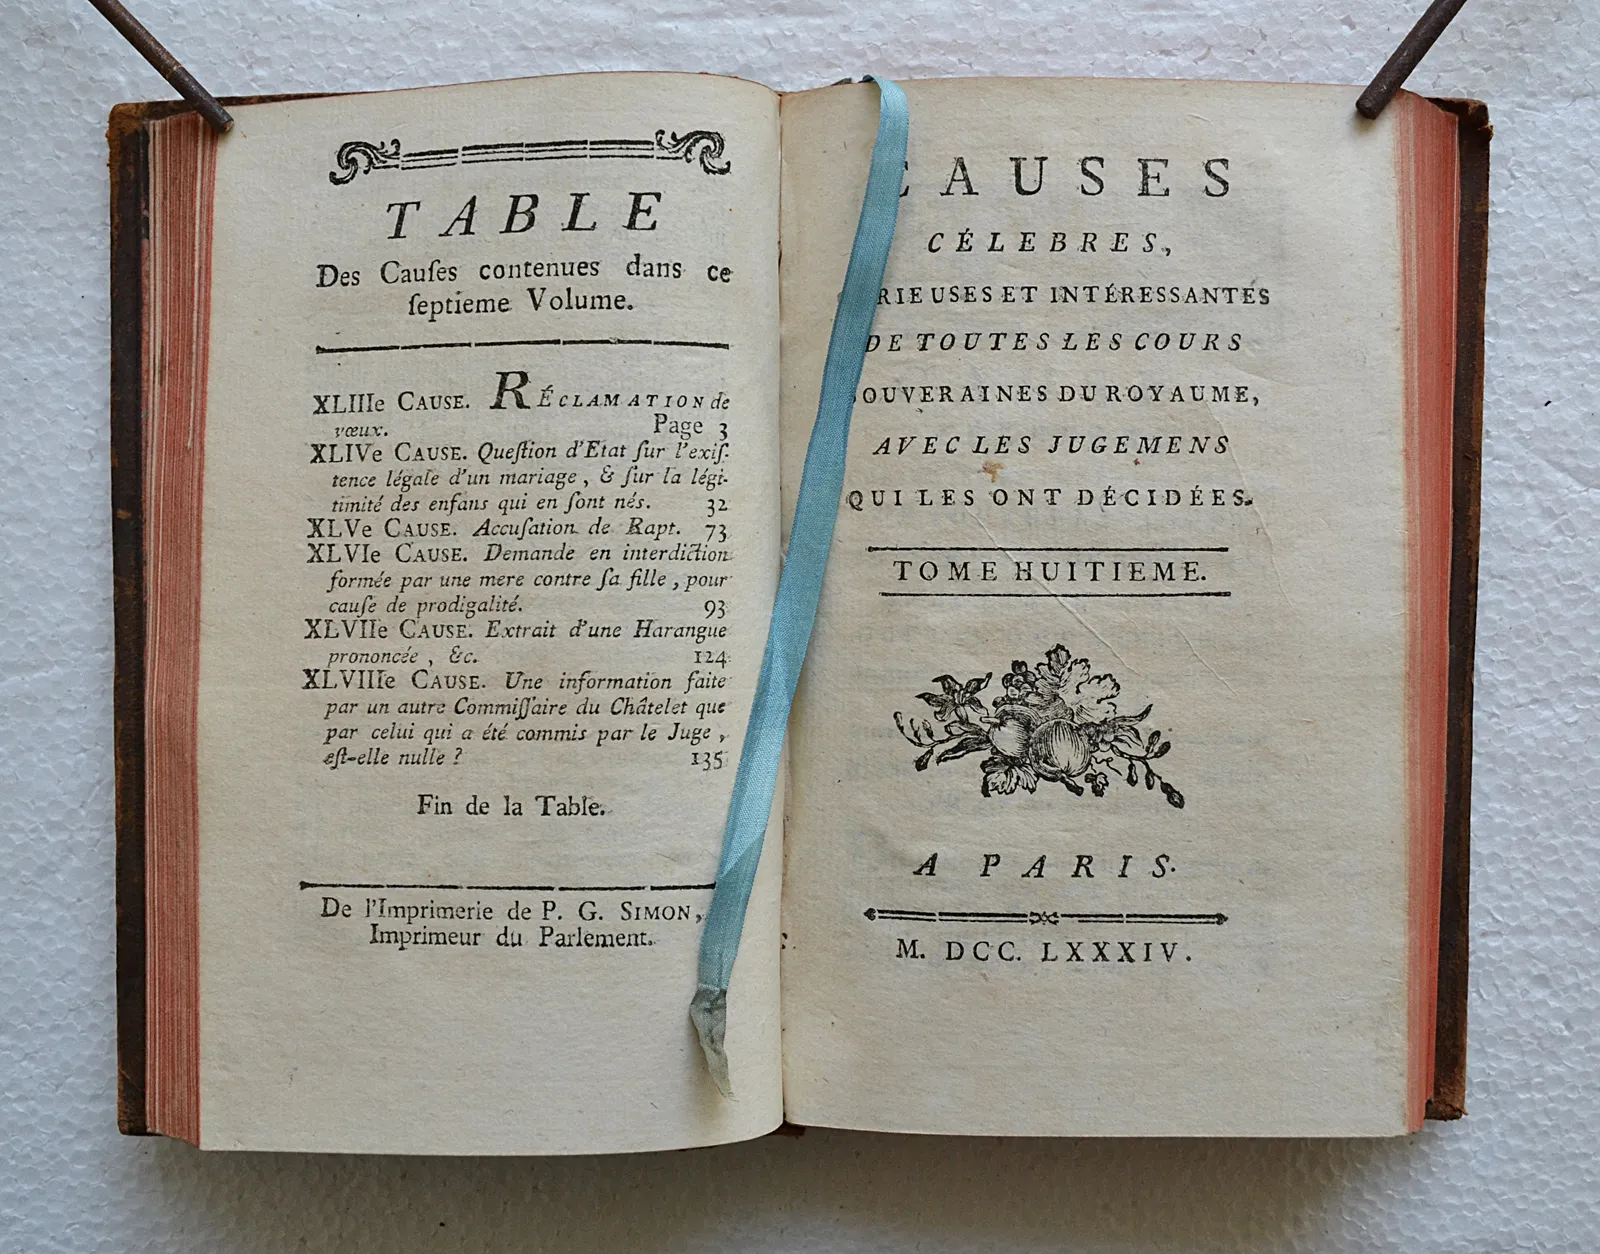 TABLE
Des Cauſes contenues dans ce
ſeptieme Volume.
XLIIIe CAUSE. RÉCLAMATION de
vœux. Page 3
XLIVe CAUSE. Queſtion d'Etat ſur l'exiſ-
tence légale d'un mariage, & ſur la légi-
timité des enfans qui en ſont nés. 32
XLVe CAUSE. Accuſation de Rapt. 73
XLVIe CAUSE. Demande en interdiction
formée par une mere contre ſa fille, pour
cauſe de prodigalité. 93
XLVIIe CAUSE. Extrait d'une Harangue
prononcée, &c. 124
XLVIIIe CAUSE. Une information faite
par un autre Commiſſaire du Châtelet que
par celui qui a été commis par le Juge,
eſt-elle nulle ? 135
Fin de la Table.
De l'Imprimerie de P. G. SIMON,
Imprimeur du Parlement.
CAUSES
CÉLEBRES,
RIEUSES ET INTÉRESSANTES
DE TOUTES LES COURS
OUVERAINES DU ROYAUME,
AVEC LES JUGEMENS
QUI LES ONT DÉCIDÉES.
TOME HUITIEME.
A PARIS.
M. DCC. LXXXIV.